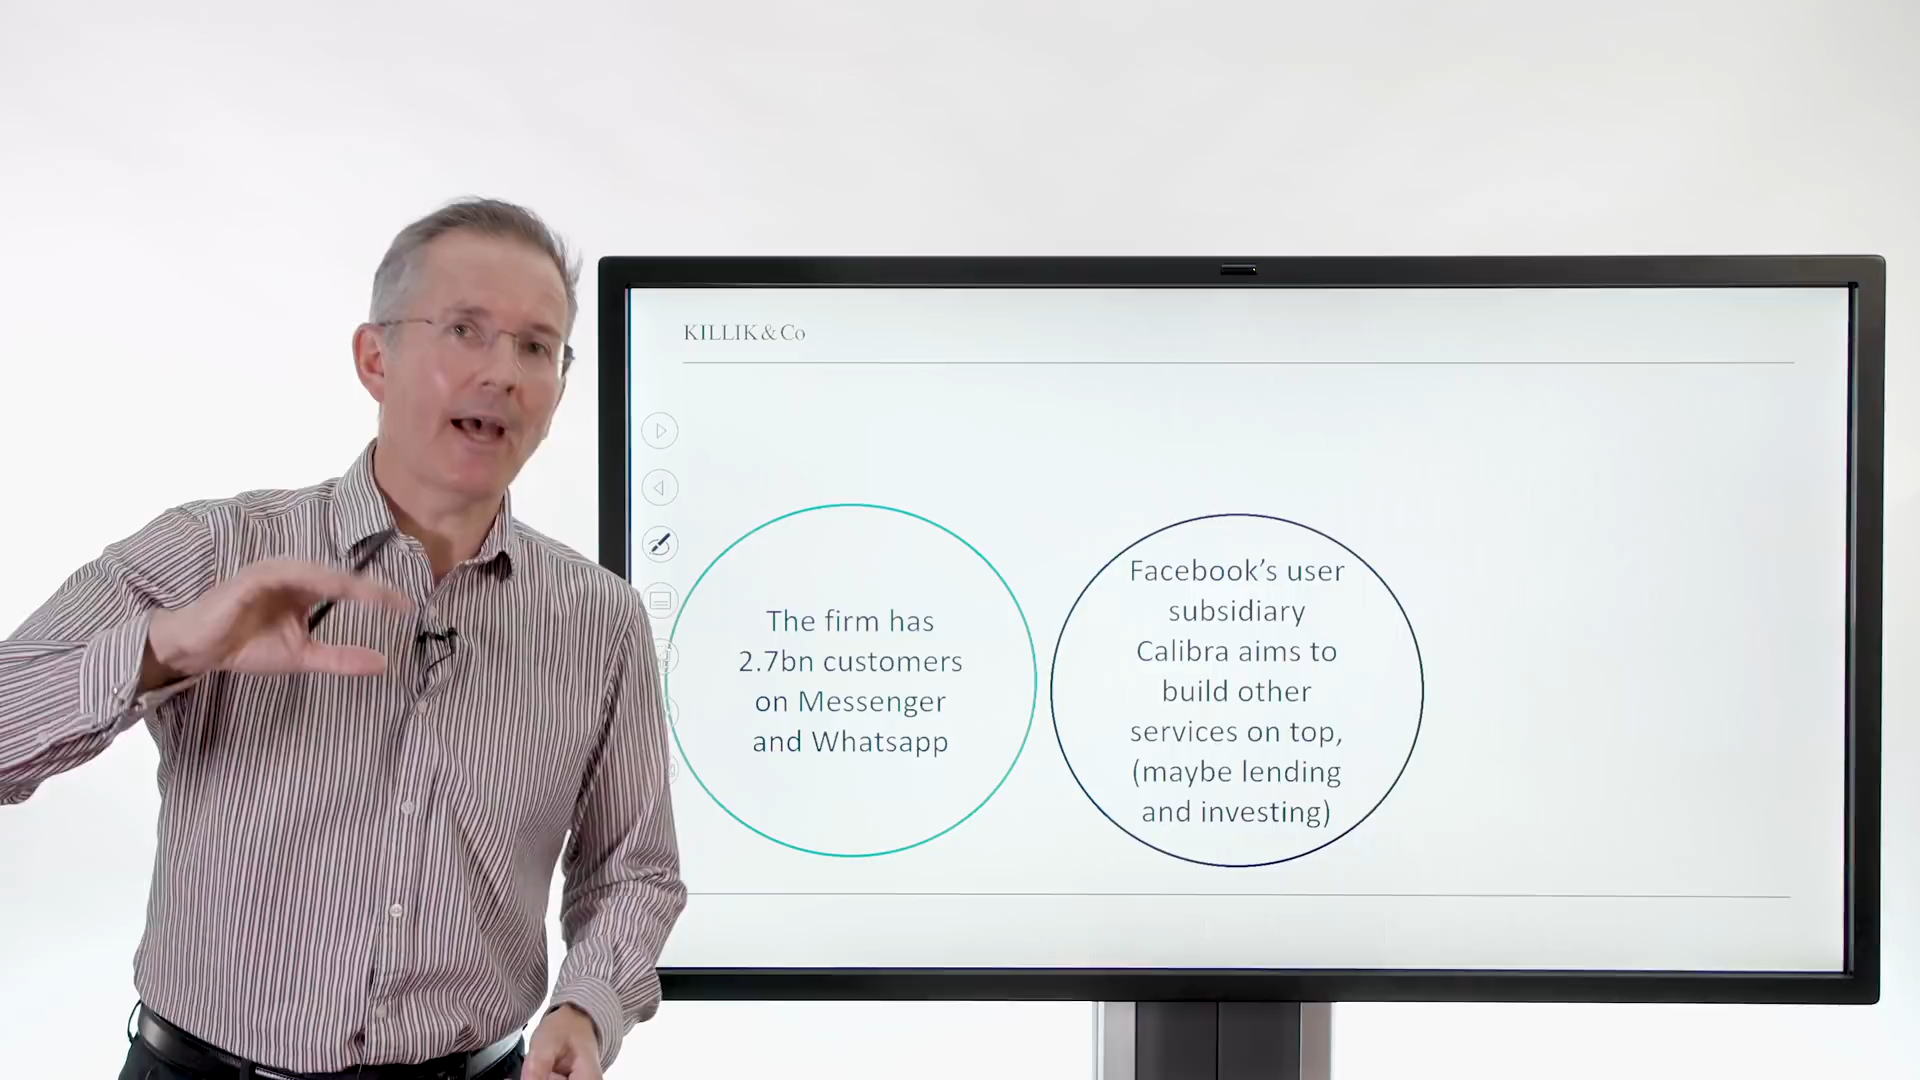 KILLIK & Co
The firm has
2.7bn customers
on Messenger
and Whatsapp
Facebook's user
subsidiary
Calibra aims to
build other
services on top,
(maybe lending
and investing)